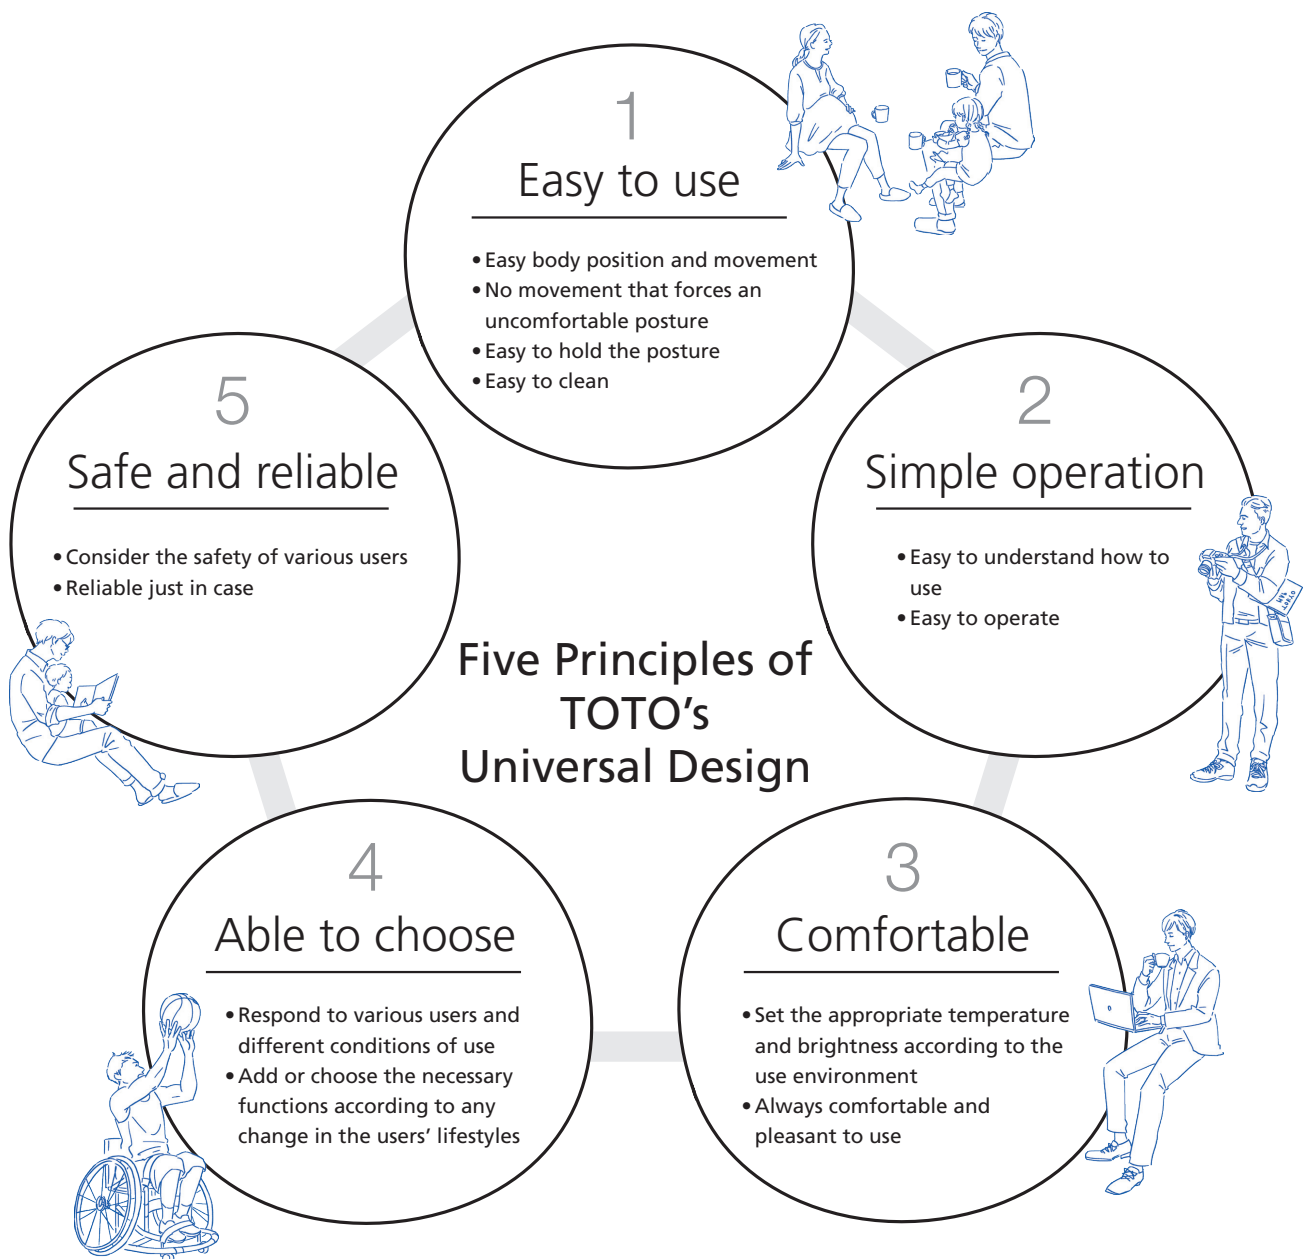 1
Easy to use
•Easy body position and movement
•No movement that forces an
uncomfortable posture
•Easy to hold the posture
•Easy to clean
2
Simple operation
•Easy to understand how to
use
•Easy to operate
3
Comfortable
•Set the appropriate temperature
and brightness according to the
use environment
•Always comfortable and
pleasant to use
4
Able to choose
•Respond to various users and
different conditions of use
•Add or choose the necessary
functions according to any
change in the users’ lifestyles
5
Safe and reliable
•Consider the safety of various users
•Reliable just in case
Five Principles of
TOTO’s
Universal Design